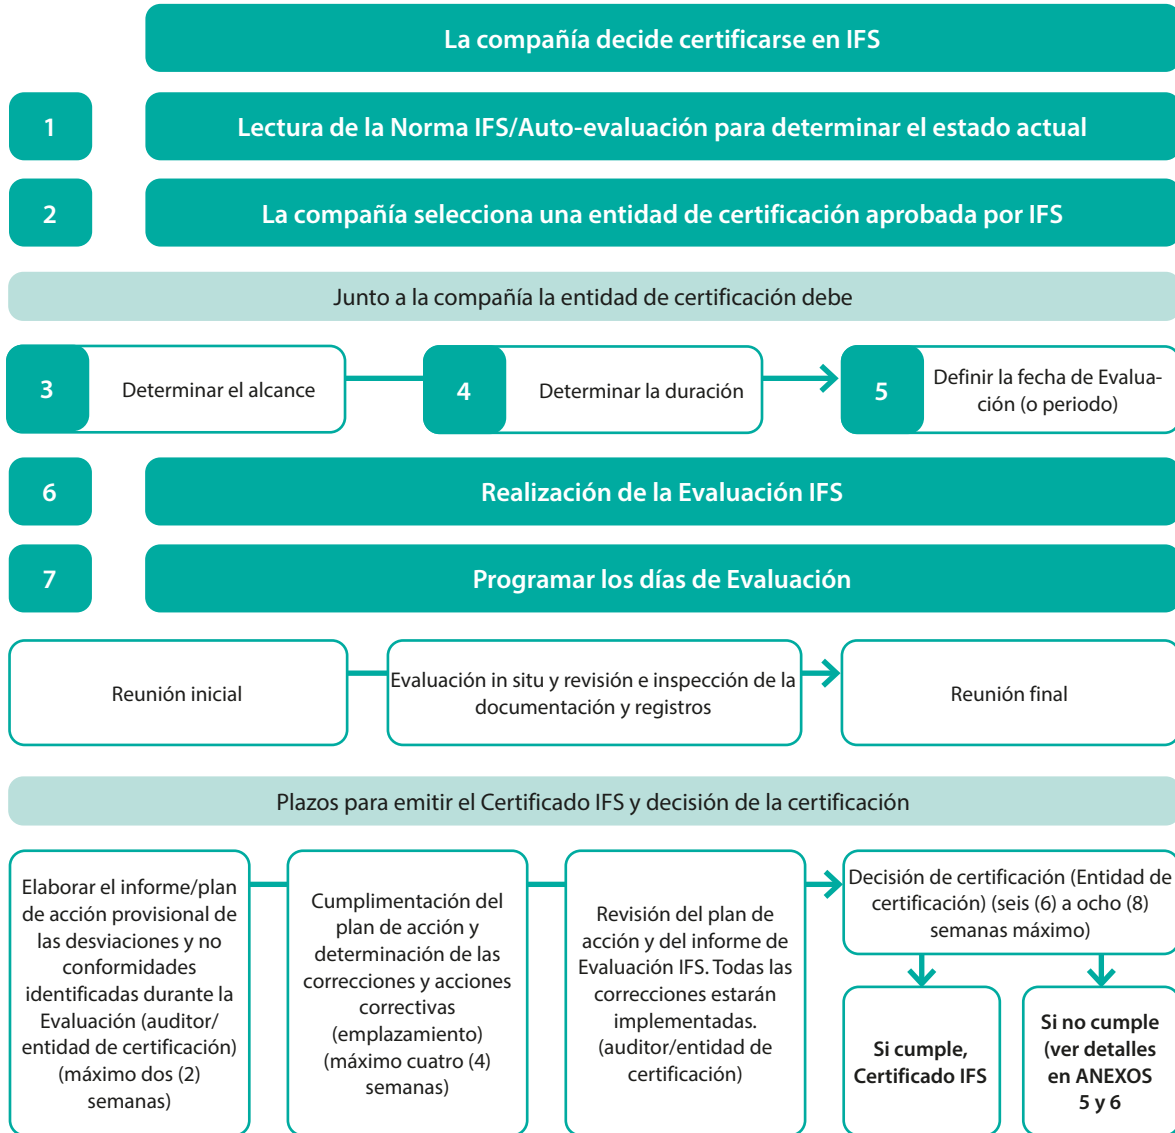 La compañía decide certificarse en IFS
1
Lectura de la Norma IFS/Auto-evaluación para determinar el estado actual
2
La compañía selecciona una entidad de certificación aprobada por IFS
Junto a la compañía la entidad de certificación debe
3
Determinar el alcance
4
Determinar la duración
5
Definir la fecha de Evalua-
ción (o periodo)
6
Realización de la Evaluación IFS
7
Programar los días de Evaluación
Reunión inicial
Evaluación in situ y revisión e inspección de la
documentación y registros
Reunión final
Plazos para emitir el Certificado IFS y decisión de la certificación
Elaborar el informe/plan
de acción provisional de
las desviaciones y no
conformidades
identificadas durante la
Evaluación (auditor/
entidad de certificación)
(máximo dos (2)
semanas)
Cumplimentación del
plan de acción y
determinación de las
correcciones y acciones
correctivas
(emplazamiento)
(máximo cuatro (4)
semanas)
Revisión del plan de
acción y del informe de
Evaluación IFS. Todas las
correcciones estarán
implementadas.
(auditor/entidad de
certificación)
Decisión de certificación (Entidad de
certificación) (seis (6) a ocho (8)
semanas máximo)
Si cumple,
Certificado IFS
Si no cumple
(ver detalles
en ANEXOS
5 y 6